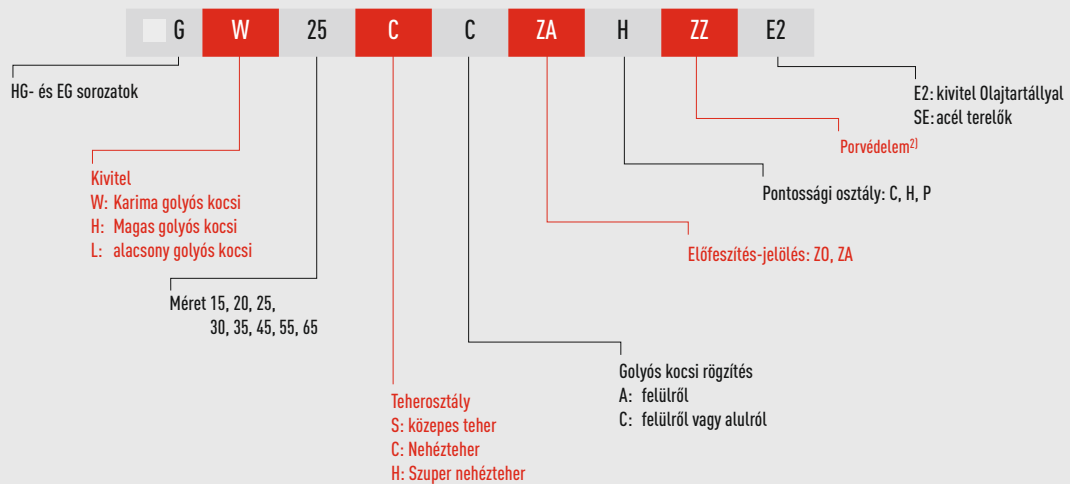 G W 25 C C ZA H ZZ E2
HG- és EG sorozatok
E2: kivitel Olajtartállyal
SE: acél terelők
Porvédelem2)
Kivitel
W: Karima golyós kocsi
H: Magas golyós kocsi
L: alacsony golyós kocsi
Pontossági osztály: C, H, P
Előfeszítés-jelölés: ZO, ZA
Méret 15, 20, 25,
30, 35, 45, 55, 65
Golyós kocsi rögzítés
A: felülről
C: felülről vagy alulról
Teherosztály
S: közepes teher
C: Nehézteher
H: Szuper nehézteher